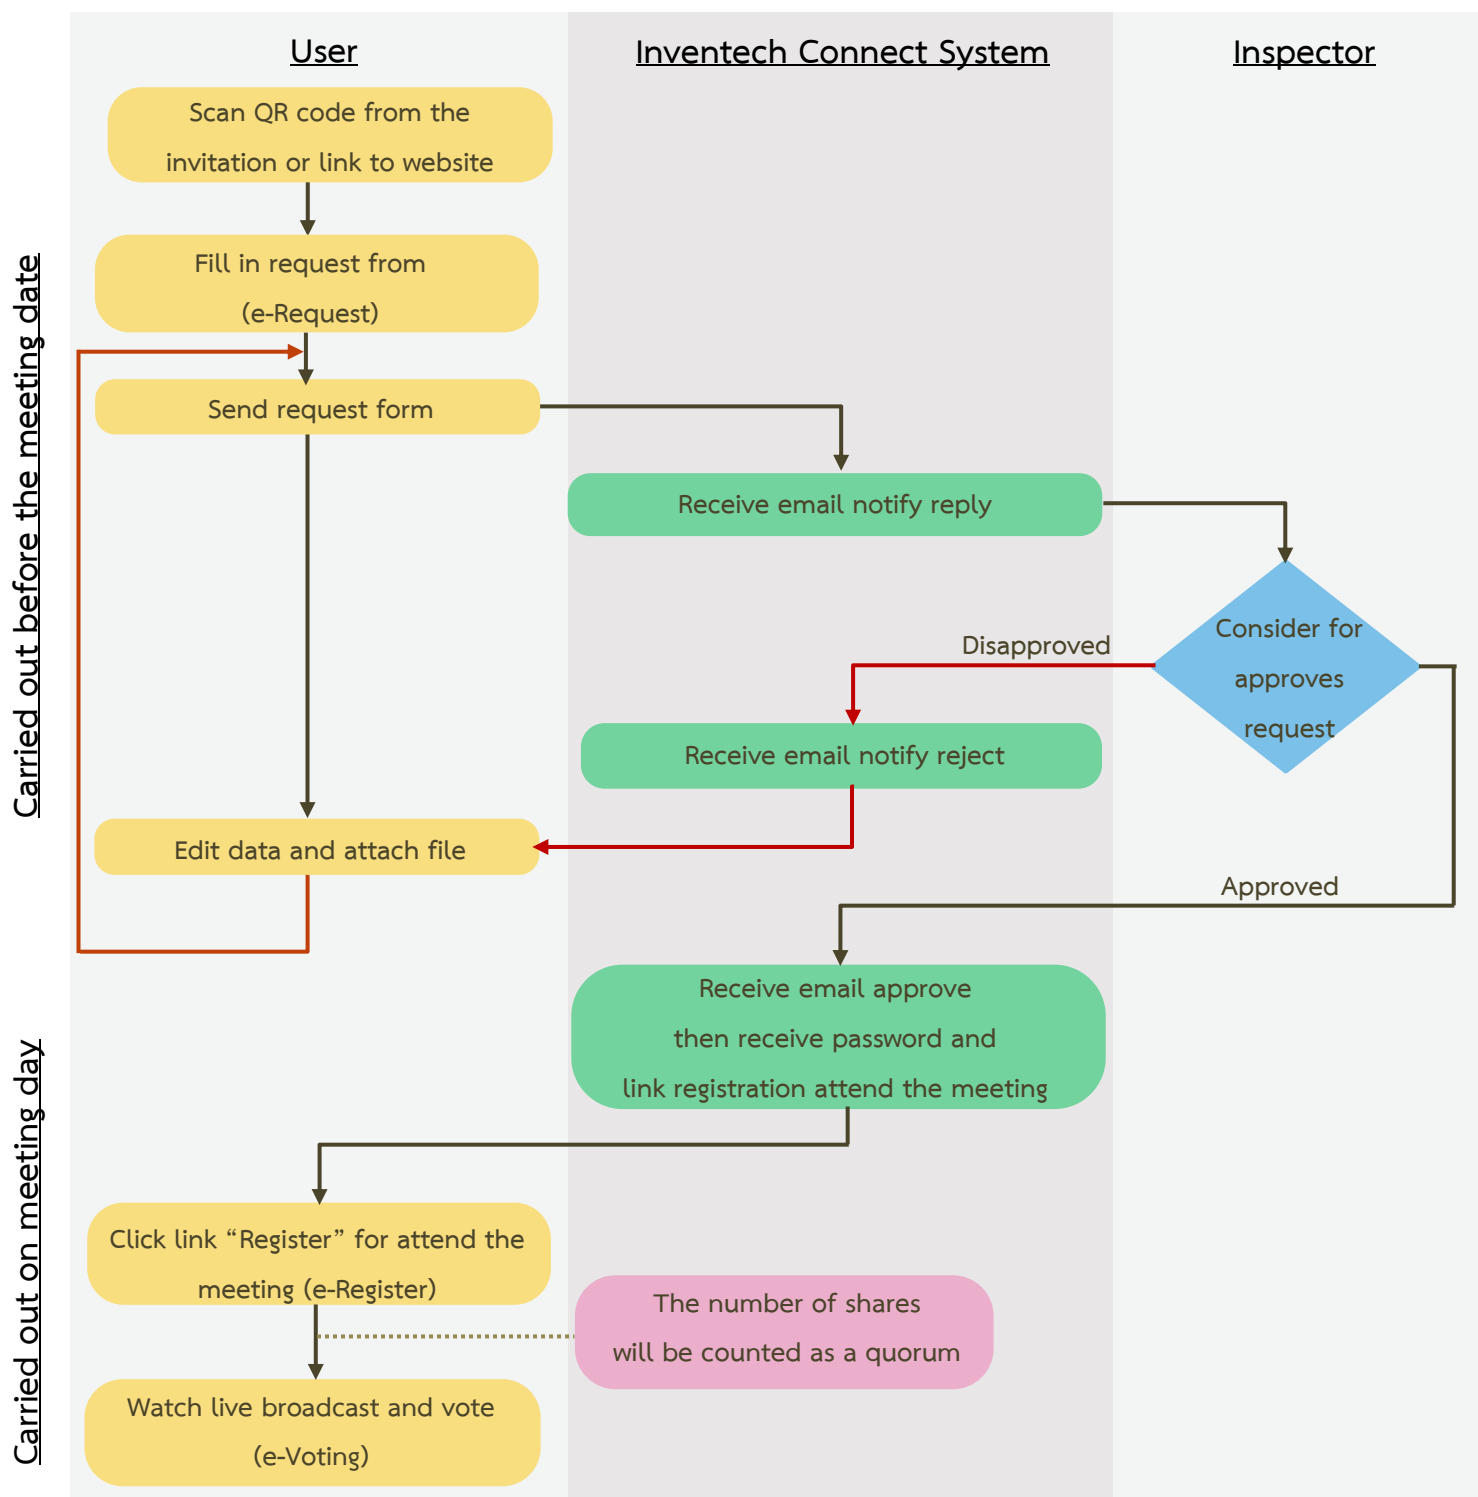 User
Inventech Connect System
Inspector
Carried out before the meeting date
Scan QR code from the
invitation or link to website
Fill in request from
(e-Request)
Send request form
Receive email notify reply
Consider for
approves
request
Disapproved
Receive email notify reject
Edit data and attach file
Approved
Receive email approve
then receive password and
link registration attend the meeting
Carried out on meeting day
Click link “Register” for attend the
meeting (e-Register)
The number of shares
will be counted as a quorum
Watch live broadcast and vote
(e-Voting)